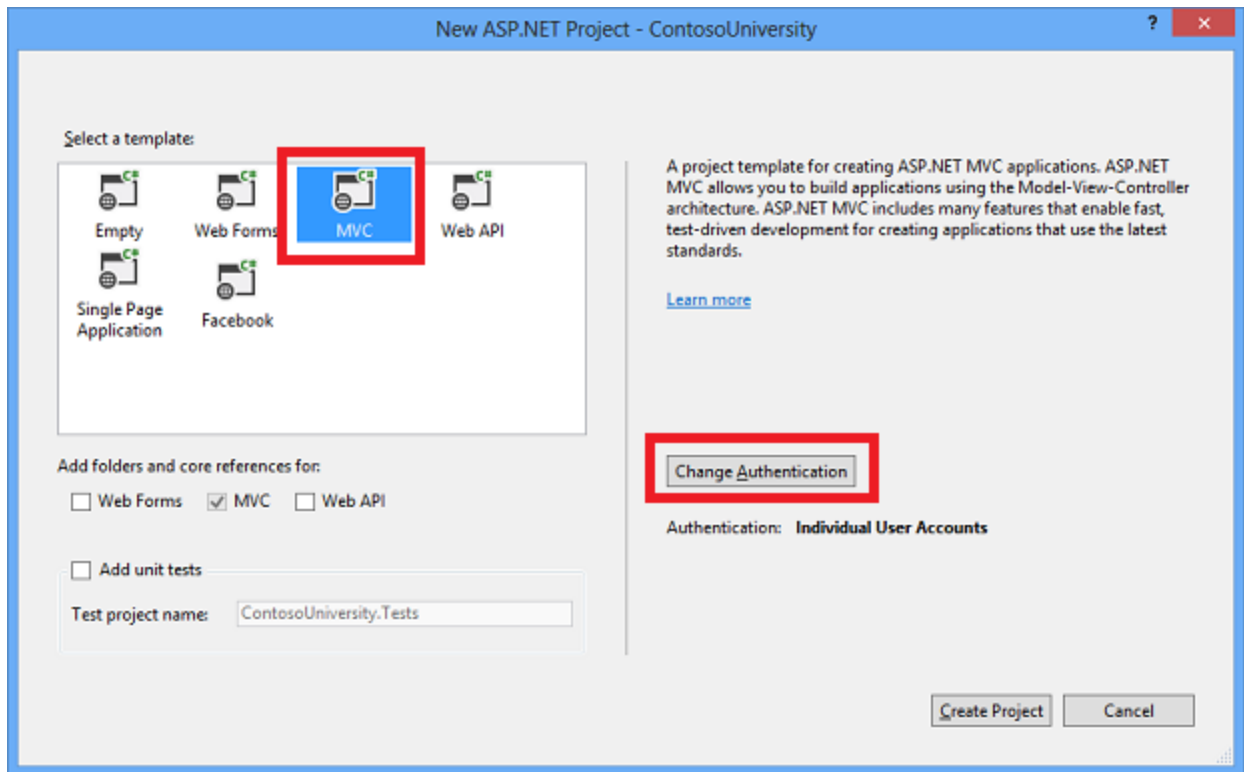 New ASP.NET Project - ContosoUniversity
?
Select a template:
C#
C#
C#
C#
Empty
Web Forms
MVC
Web API
C#
C#
Single Page
Application
Facebook
A project template for creating ASP.NET MVC applications. ASP.NET
MVC allows you to build applications using the Model-View-Controller
architecture. ASP.NET MVC includes many features that enable fast,
test-driven development for creating applications that use the latest
standards.
Learn more
Change Authentication
Authentication: Individual User Accounts
Add folders and core references for:
Web Forms MVC Web API
Add unit tests
Test project name: ContosoUniversity.Tests
Create Project
Cancel